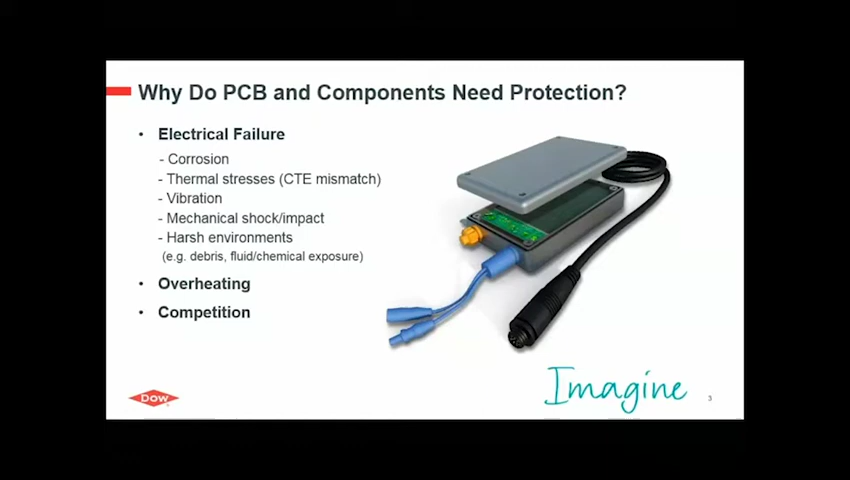 Why Do PCB and Components Need Protection?
• Electrical Failure
- Corrosion
- Thermal stresses (CTE mismatch)
- Vibration
- Mechanical shock/impact
- Harsh environments
(e.g. debris, fluid/chemical exposure)
• Overheating
• Competition
Imagine
Dow
3